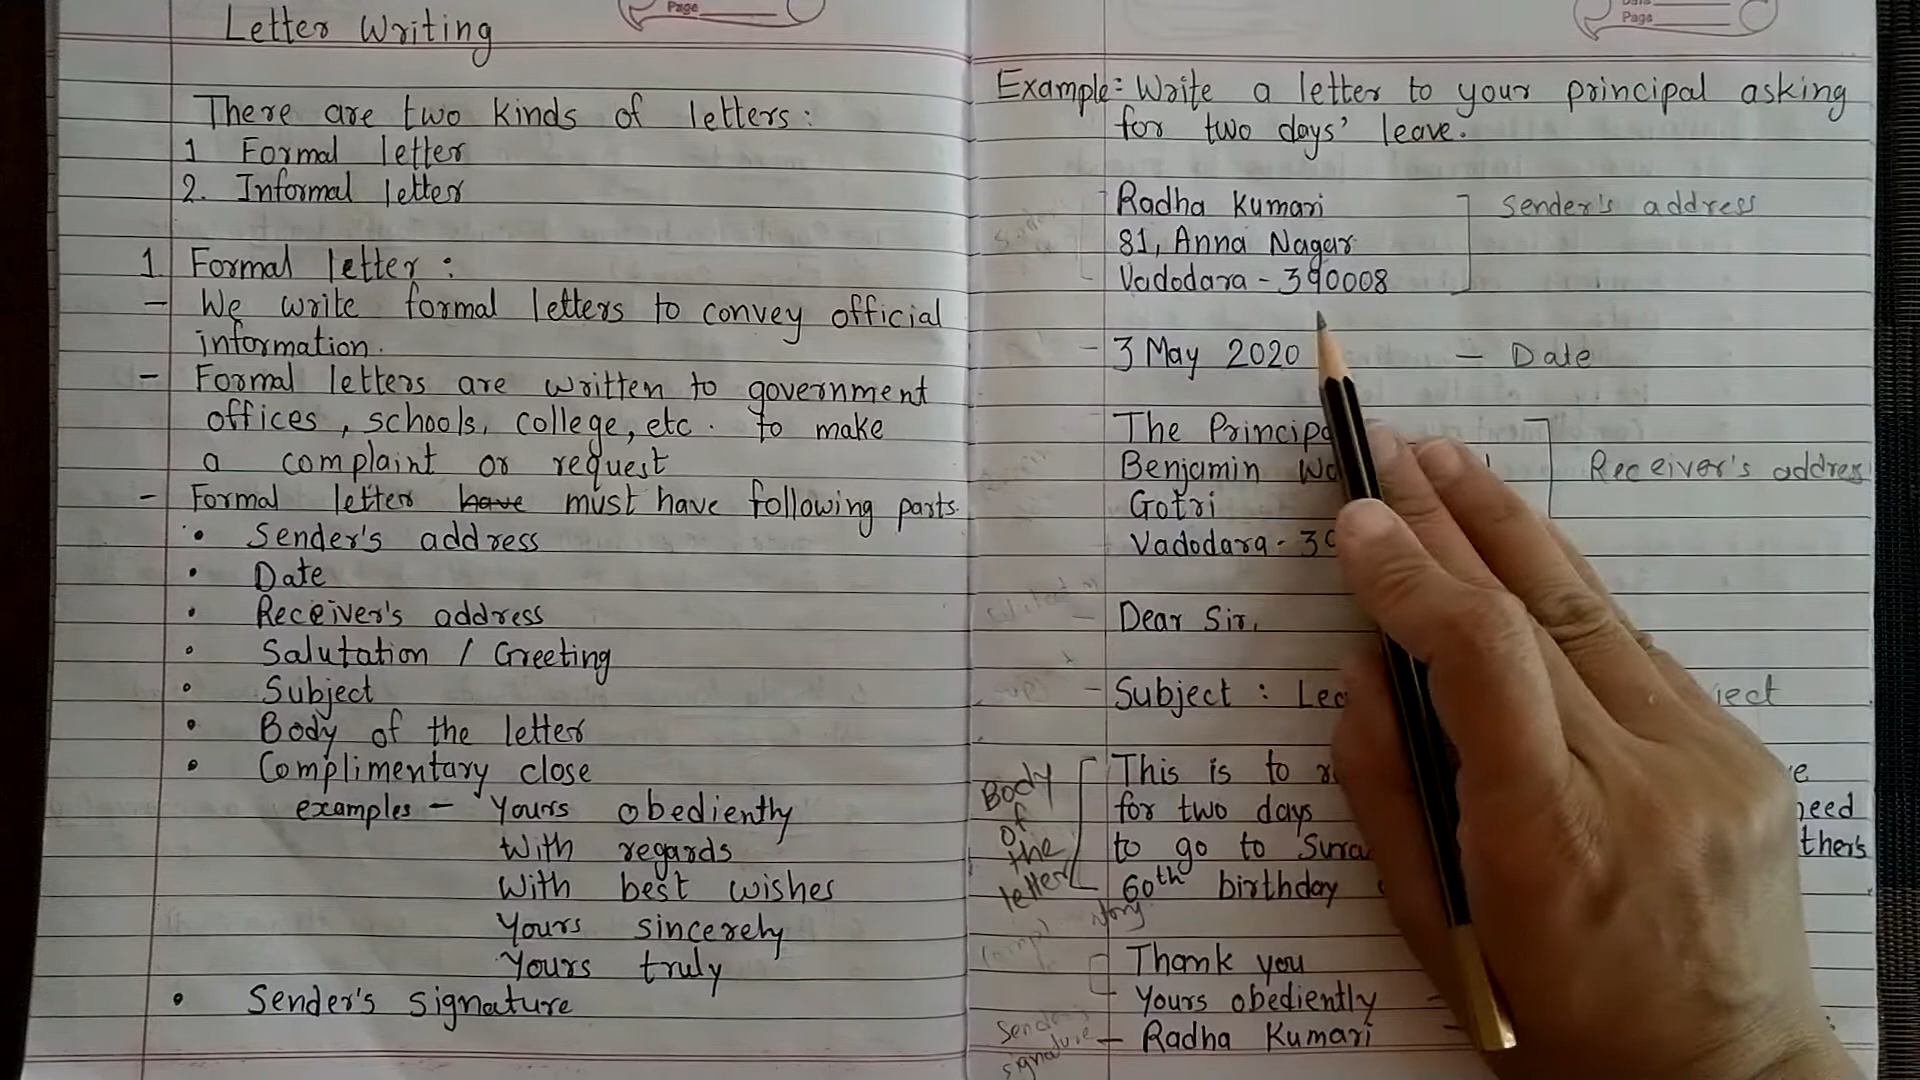 Letter Writing
Page
There are two kinds of letters:
1 Formal letter
2. Informal letter
1. Formal letter :
- We write formal letters to convey official
information.
- Formal letters are written to government
offices, schools, college, etc. to make
a complaint or request
- Formal letter have must have following parts.
• Sender's address
• Date
• Receiver's address
• Salutation / Greeting
• Subject
• Body of the letter
• Complimentary close
examples - Yours obediently
With regards
With best wishes
Yours sincerely
Yours truly
• Sender's signature
Page
Example:- Write a letter to your principal asking
for two days' leave.
Radha Kumari Sender's address
81, Anna Nagar
Vadodara - 390008
- 3 May 2020 - Date
The
Benjamin Receiver's address
Gotri
Vadodara -
- Dear Sir,
- Subject :
Body of the letter
This is to
for two days need
to go to
60th birthday
Thank you
Yours obediently -
Sender's signature - Radha Kumari -